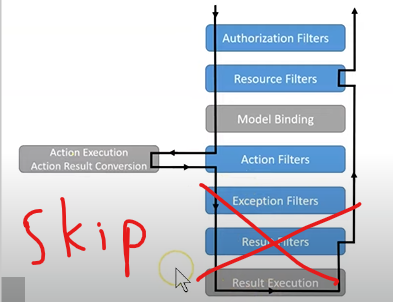 Authorization Filters
Resource Filters
Model Binding
Action Execution
Action Result Conversion
Action Filters
Exception Filters
Result Filters
Skip
Result Execution